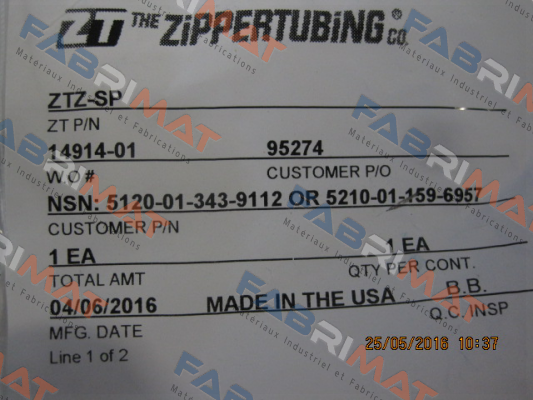 ZT THE ZiPPERTUBiNG® CO.
ZTZ-SP
ZT P/N
14914-01 95274
W.O # CUSTOMER P/O
NSN: 5120-01-343-9112 OR 5210-01-159-6957
CUSTOMER P/N
1 EA 1 EA
TOTAL AMT QTY PER CONT.
04/06/2016 MADE IN THE USA B.B.
MFG. DATE Q.C. INSP
Line 1 of 2
25/05/2016 10:37
FABRIMAT
Materiaux Industriel et Fabrications